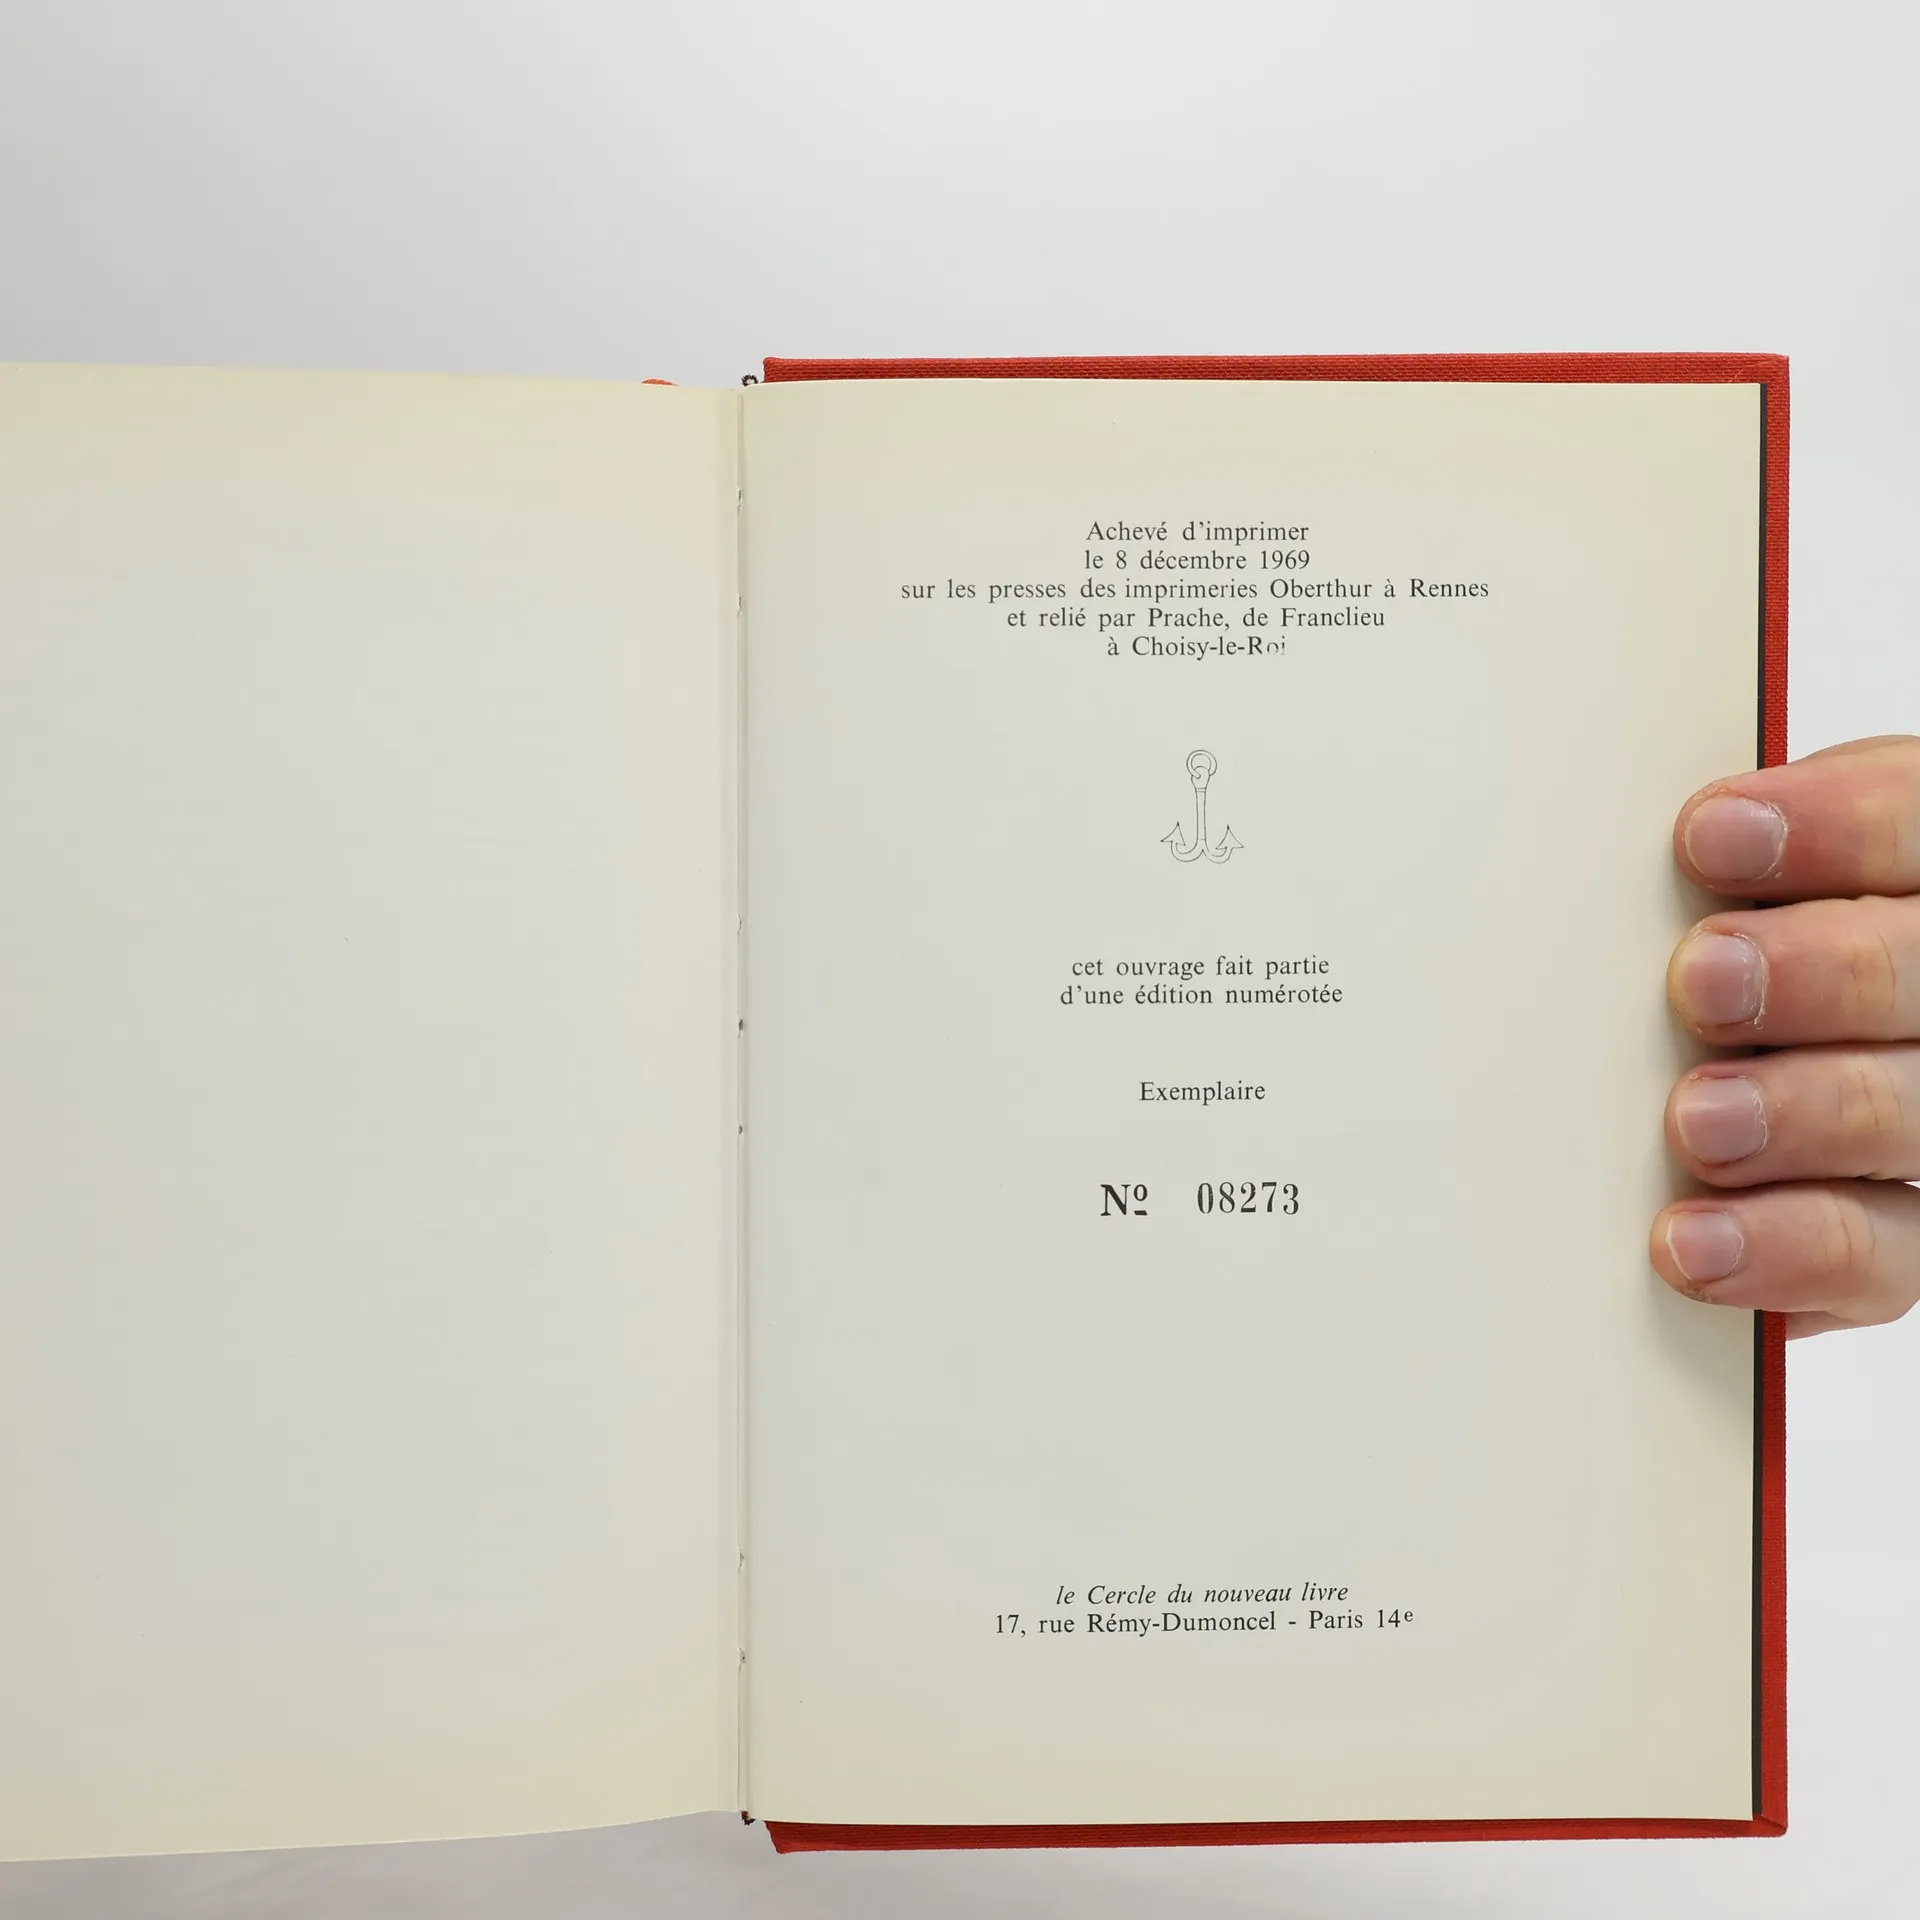 Achevé d'imprimer
le 8 décembre 1969
sur les presses des imprimeries Oberthur à Rennes
et relié par Prache, de Franclieu
à Choisy-le-Roi
cet ouvrage fait partie
d'une édition numérotée
Exemplaire
Nº 08273
le Cercle du nouveau livre
17, rue Rémy-Dumoncel - Paris 14e